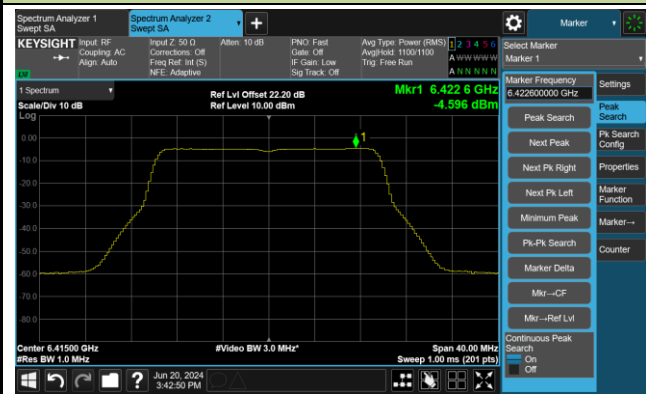 Spectrum Analyzer 1
Swept SA
Spectrum Analyzer 2
Swept SA
+
Marker
KEYSIGHT
Input: RF
Coupling: AC
Align: Auto
Input Z: 50 Ω
Corrections: Off
Freq Ref: Int (S)
NFE: Adaptive
Atten: 10 dB
PNO: Fast
Gate: Off
IF Gain: Low
Sig Track: Off
Avg Type: Power (RMS)
Avg|Hold: 1100/1100
Trig: Free Run
1 2 3 4 5 6
A W W W W W
A N N N N N
Select Marker
Marker 1
LXI
1 Spectrum
Scale/Div 10 dB
Log
Ref Lvl Offset 22.20 dB
Ref Level 10.00 dBm
Mkr1 6.422 6 GHz
-4.596 dBm
0.00
-10.0
-20.0
-30.0
-40.0
-50.0
-60.0
-70.0
-80.0
1
Center 6.41500 GHz
#Res BW 1.0 MHz
#Video BW 3.0 MHz*
Span 40.00 MHz
Sweep 1.00 ms (201 pts)
Marker Frequency
6.422600000 GHz
Peak Search
Next Peak
Next Pk Right
Next Pk Left
Minimum Peak
Pk-Pk Search
Marker Delta
Mkr→CF
Mkr→Ref Lvl
Continuous Peak
Search
On
Off
Settings
Peak
Search
Pk Search
Config
Properties
Marker
Function
Marker→
Counter
?
Jun 20, 2024
3:42:50 PM